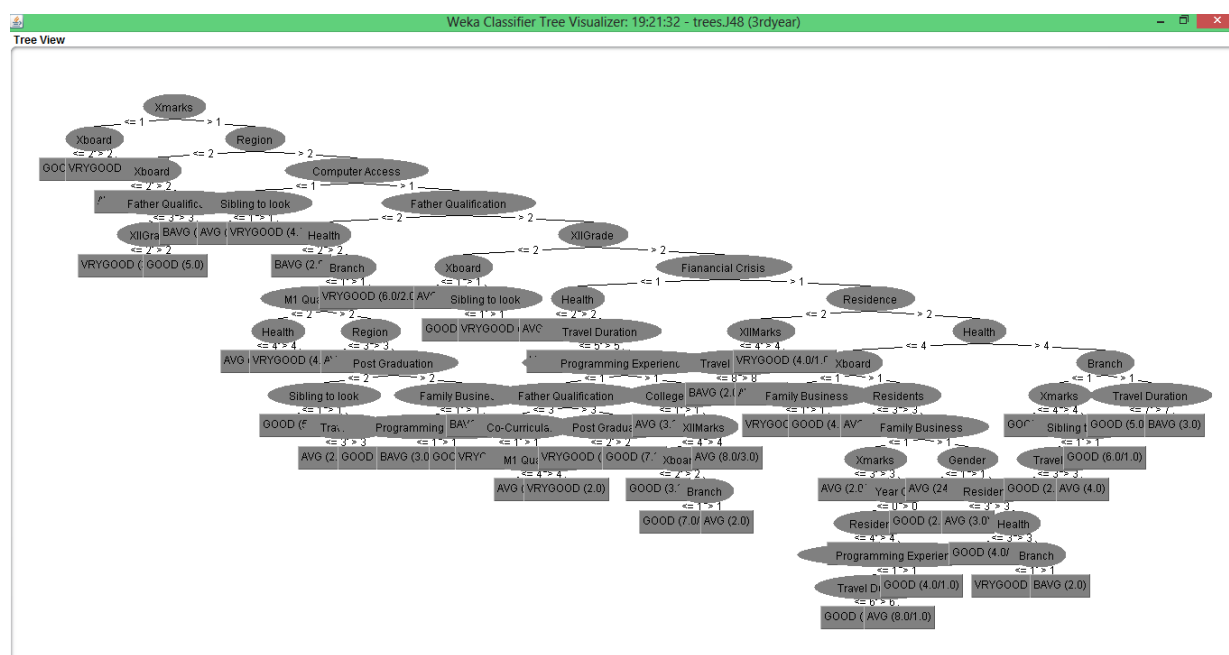 Weka Classifier Tree Visualizer: 19:21:32 - trees.J48 (3rdyear)
Tree View
Xmarks
<= 1 > 1
Xboard Region
<= 2 > 2 <= 2 > 2
VRYGOOD Xboard Computer Access
<= 2 > 2 <= 1 > 1
Father Qualific. Sibling to look Father Qualification
<= 3 > 3 <= 1 > 1 <= 2 > 2
XIIGra BAVG ( AVG ( VRYGOOD (4. Health XIIGrade
<= 2 > 2 <= 2 > 2 <= 2 > 2
VRYGOOD ( GOOD (5.0) BAVG (2. Branch Xboard Fianancial Crisis
<= 1 > 1 <= 1 > 1 <= 1 > 1
M1 Qua VRYGOOD (6.0/2.0 AVG Sibling to look Health Residence
<= 2 > 2 <= 1 > 1 <= 2 > 2 <= 2 > 2
Health Region GOOD VRYGOOD AVG Travel Duration XIIMarks Health
<= 4 > 4 <= 3 > 3 <= 5 > 5 <= 4 > 4 <= 4 > 4
AVG VRYGOOD (4. Post Graduation Programming Experienc Travel VRYGOOD (4.0/1.0 Xboard Branch
<= 2 > 2 <= 1 > 1 <= 8 > 8 <= 1 > 1 <= 1 > 1
Sibling to look Family Busine. Father Qualification College BAVG (2. Family Business Residents Xmarks Travel Duration
<= 1 > 1 <= 1 > 1 <= 3 > 3 <= 1 > 1 <= 1 > 1 <= 3 > 3 <= 4 > 4 <= 7 > 7
GOOD Programming Co-Curricula. Post Gradua AVG (3. XIIMarks VRYGOOD GOOD (4. AVG Family Business Sibling t GOOD (5.0 BAVG (3.0)
<= 3 > 3 <= 1 > 1 <= 4 > 4 <= 1 > 1 <= 1 > 1
AVG (2. GOOD BAVG (3.0 M1 Qua VRYGOOD ( GOOD (7. Xboar AVG (8.0/3.0) Xmarks Gender Travel GOOD (6.0/1.0)
<= 4 > 4 <= 1 > 1 <= 3 > 3 <= 1 > 1 <= 3 > 3
AVG ( VRYGOOD (2.0) GOOD (3. Branch AVG (2.0 Year AVG (24 Resider GOOD (2. AVG (4.0)
<= 1 > 1 <= 0 > 0 <= 3 > 3
GOOD (7.0/ AVG (2.0) Resider GOOD (2. AVG (3.0 Health
<= 4 > 4 <= 3 > 3
Programming Experier GOOD (4.0/ Branch
<= 1 > 1 <= 1 > 1
Travel D GOOD (4.0/1.0) VRYGOOD BAVG (2.0)
<= 6 > 6
GOOD ( AVG (8.0/1.0)